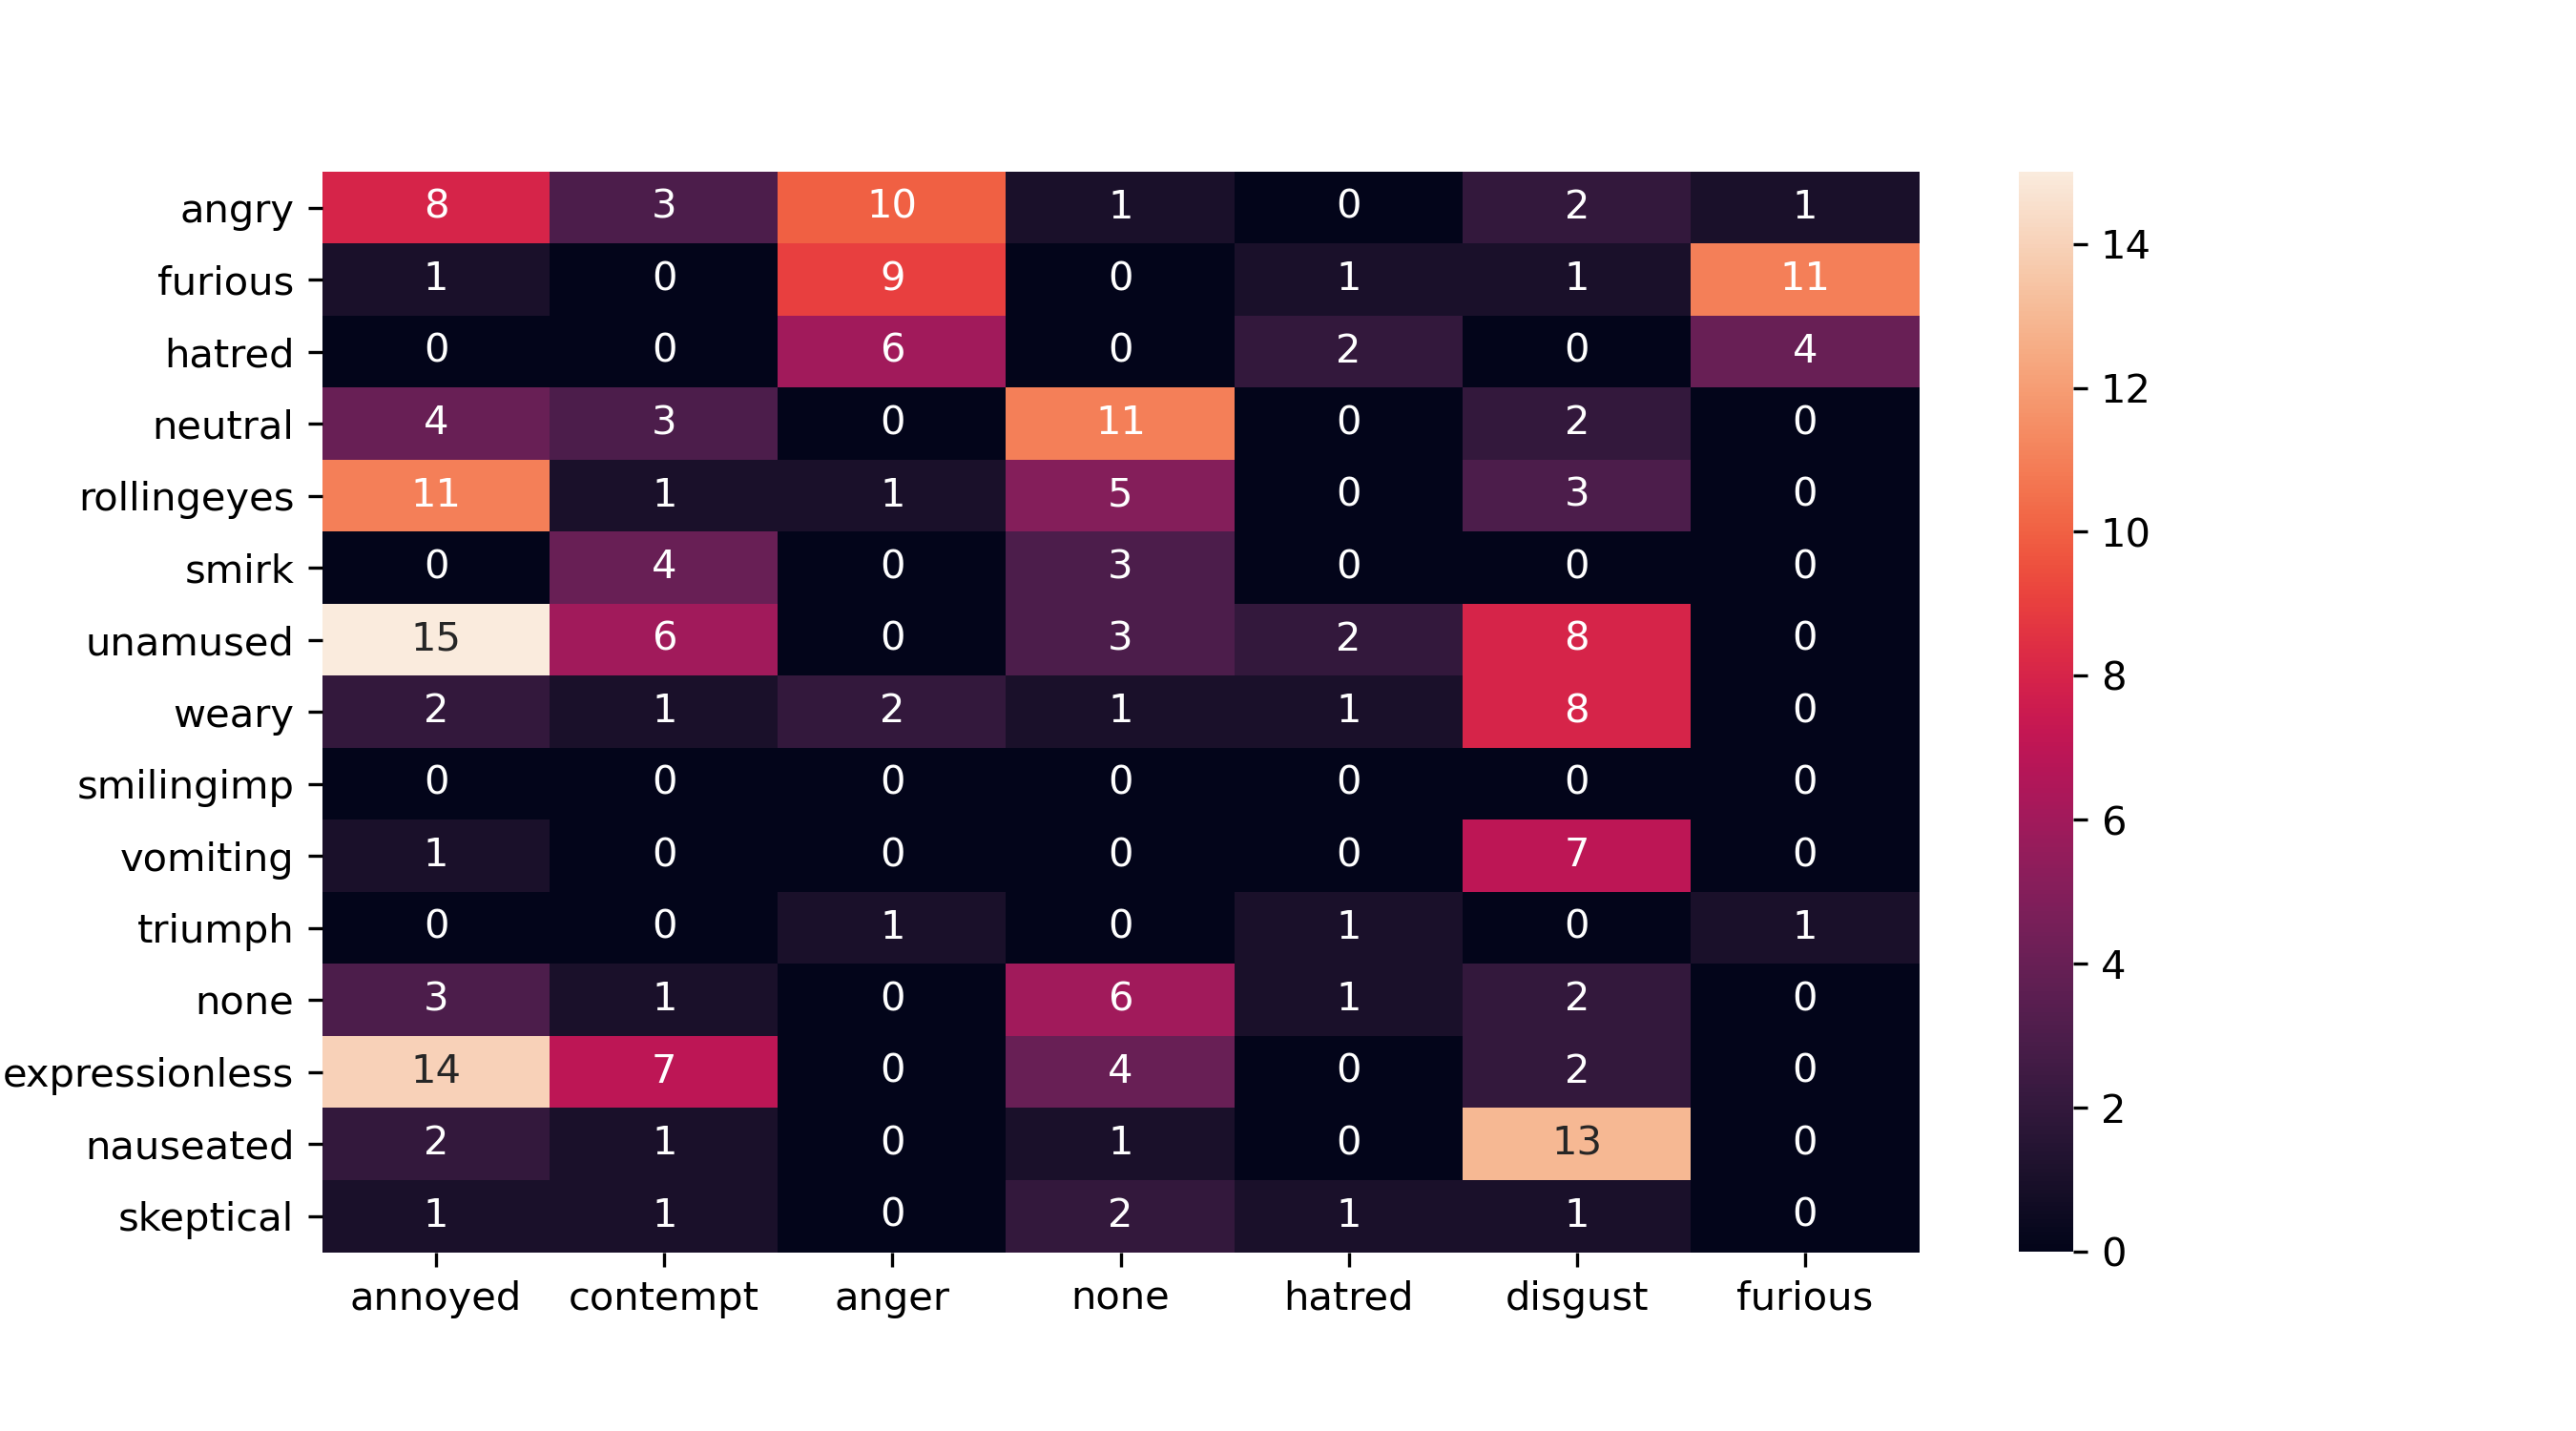 angry 8 3 10 1 0 2 1
furious 1 0 9 0 1 1 11
hatred 0 0 6 0 2 0 4
neutral 4 3 0 11 0 2 0
rollingeyes 11 1 1 5 0 3 0
smirk 0 4 0 3 0 0 0
unamused 15 6 0 3 2 8 0
weary 2 1 2 1 1 8 0
smilingimp 0 0 0 0 0 0 0
vomiting 1 0 0 0 0 7 0
triumph 0 0 1 0 1 0 1
none 3 1 0 6 1 2 0
expressionless 14 7 0 4 0 2 0
nauseated 2 1 0 1 0 13 0
skeptical 1 1 0 2 1 1 0
annoyed contempt anger none hatred disgust furious
14
12
10
8
6
4
2
0